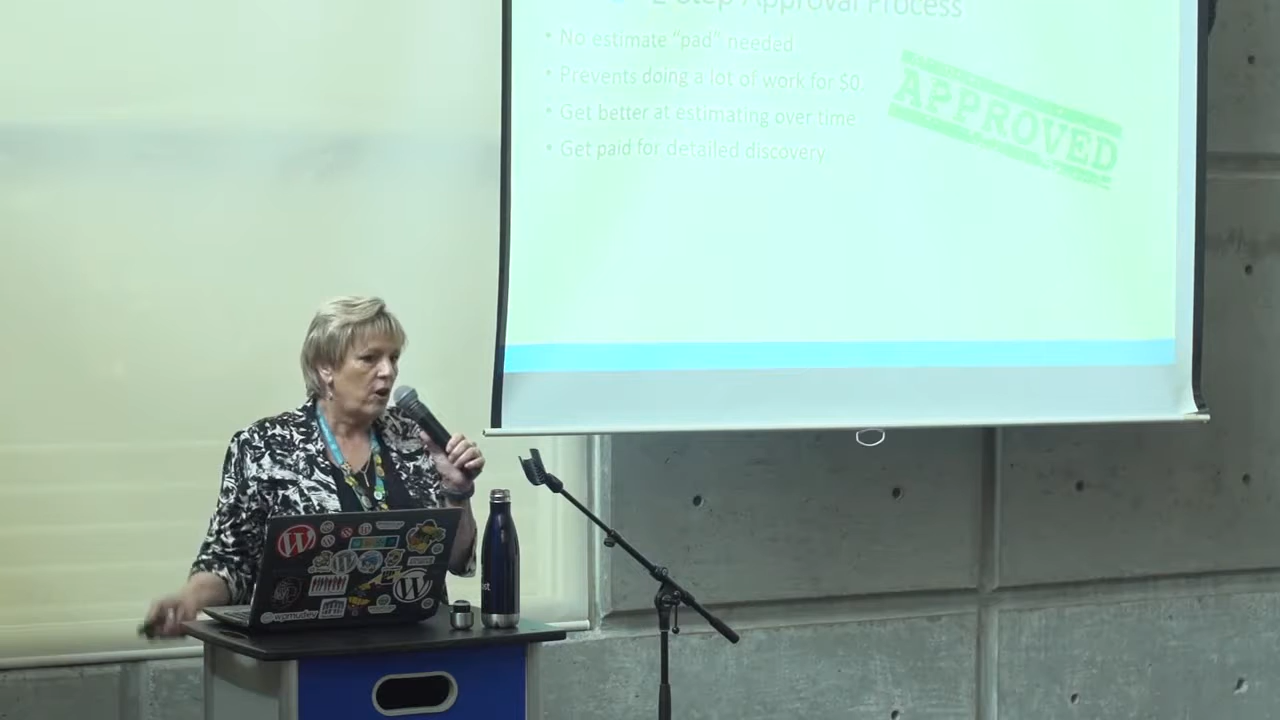 2 Step Approval Process
• No estimate “pad” needed
• Prevents doing a lot of work for $0.
• Get better at estimating over time
• Get paid for detailed discovery
APPROVED
wpmudev